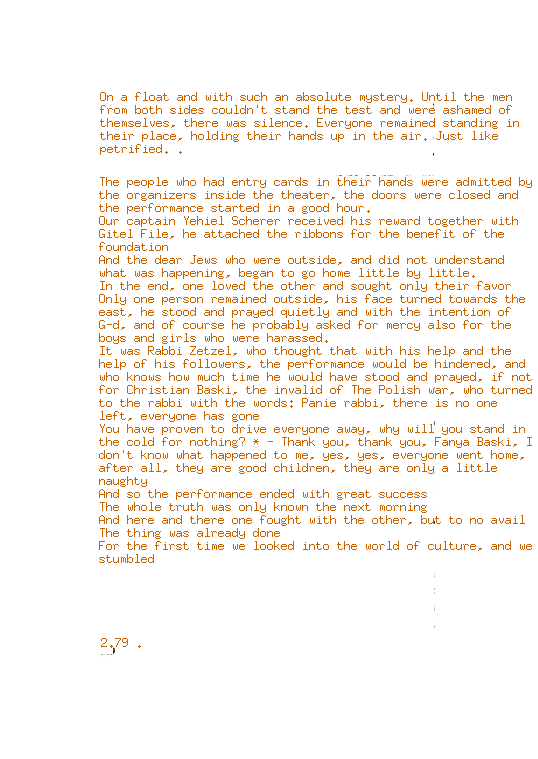 On a float and with such an absolute mystery. Until the men
from both sides couldn't stand the test and were ashamed of
themselves, there was silence. Everyone remained standing in
their place, holding their hands up in the air. Just like
petrified. .
The people who had entry cards in their hands were admitted by
the organizers inside the theater, the doors were closed and
the performance started in a good hour.
Our captain Yehiel Scherer received his reward together with
Gitel File, he attached the ribbons for the benefit of the
foundation
And the dear Jews who were outside, and did not understand
what was happening, began to go home little by little.
In the end, one loved the other and sought only their favor
Only one person remained outside, his face turned towards the
east, he stood and prayed quietly and with the intention of
G-d, and of course he probably asked for mercy also for the
boys and girls who were harassed.
It was Rabbi Zetzel, who thought that with his help and the
help of his followers, the performance would be hindered, and
who knows how much time he would have stood and prayed, if not
for Christian Baski, the invalid of The Polish war, who turned
to the rabbi with the words: Panie rabbi, there is no one
left, everyone has gone
You have proven to drive everyone away, why will you stand in
the cold for nothing? * - Thank you, thank you, Fanya Baski, I
don't know what happened to me, yes, yes, everyone went home,
after all, they are good children, they are only a little
naughty
And so the performance ended with great success
The whole truth was only known the next morning
And here and there one fought with the other, but to no avail
The thing was already done
For the first time we looked into the world of culture, and we
stumbled
2.79 .